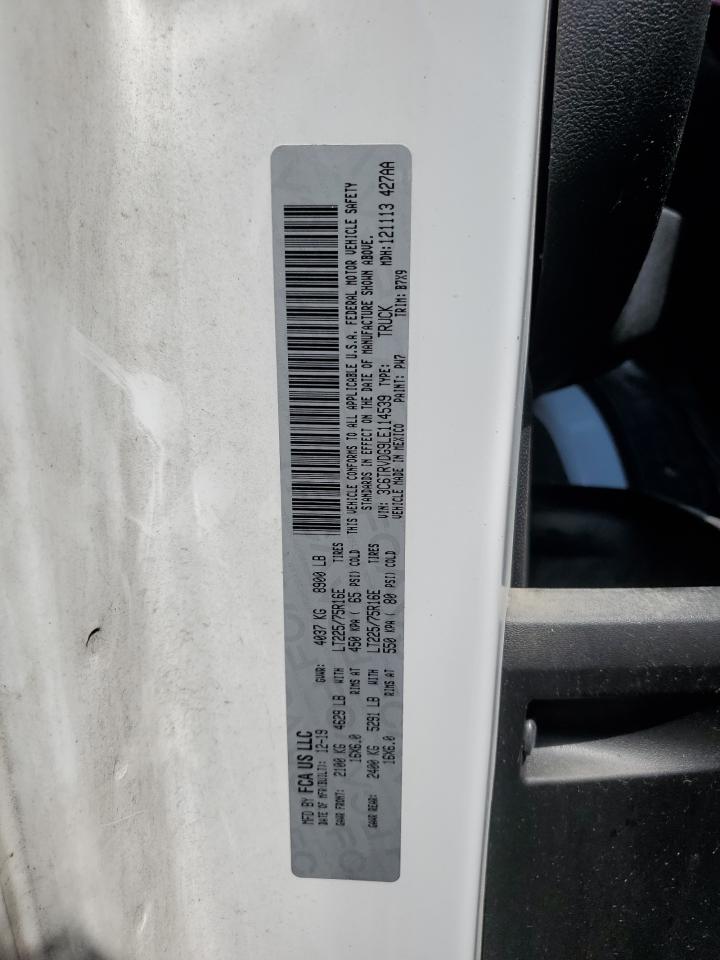 MFD BY FCA US LLC
DATE OF MFR(BUILT): 12-19 GVWR: 4037 KG 8900 LB
GAWR FRONT: 2100 KG 4629 LB WITH LT225/75R16E TIRES
16X6.0 RIMS AT 450 KPA ( 65 PSI) COLD
GAWR REAR: 2400 KG 5291 LB WITH LT225/75R16E TIRES
16X6.0 RIMS AT 550 KPA ( 80 PSI) COLD
THIS VEHICLE CONFORMS TO ALL APPLICABLE U.S.A. FEDERAL MOTOR VEHICLE SAFETY
STANDARDS IN EFFECT ON THE DATE OF MANUFACTURE SHOWN ABOVE.
VIN: 3C6TRVDG9LE114539 TYPE: TRUCK MDH: 121113 427AA
VEHICLE MADE IN MEXICO PAINT: PW7 TRIM: B7X9